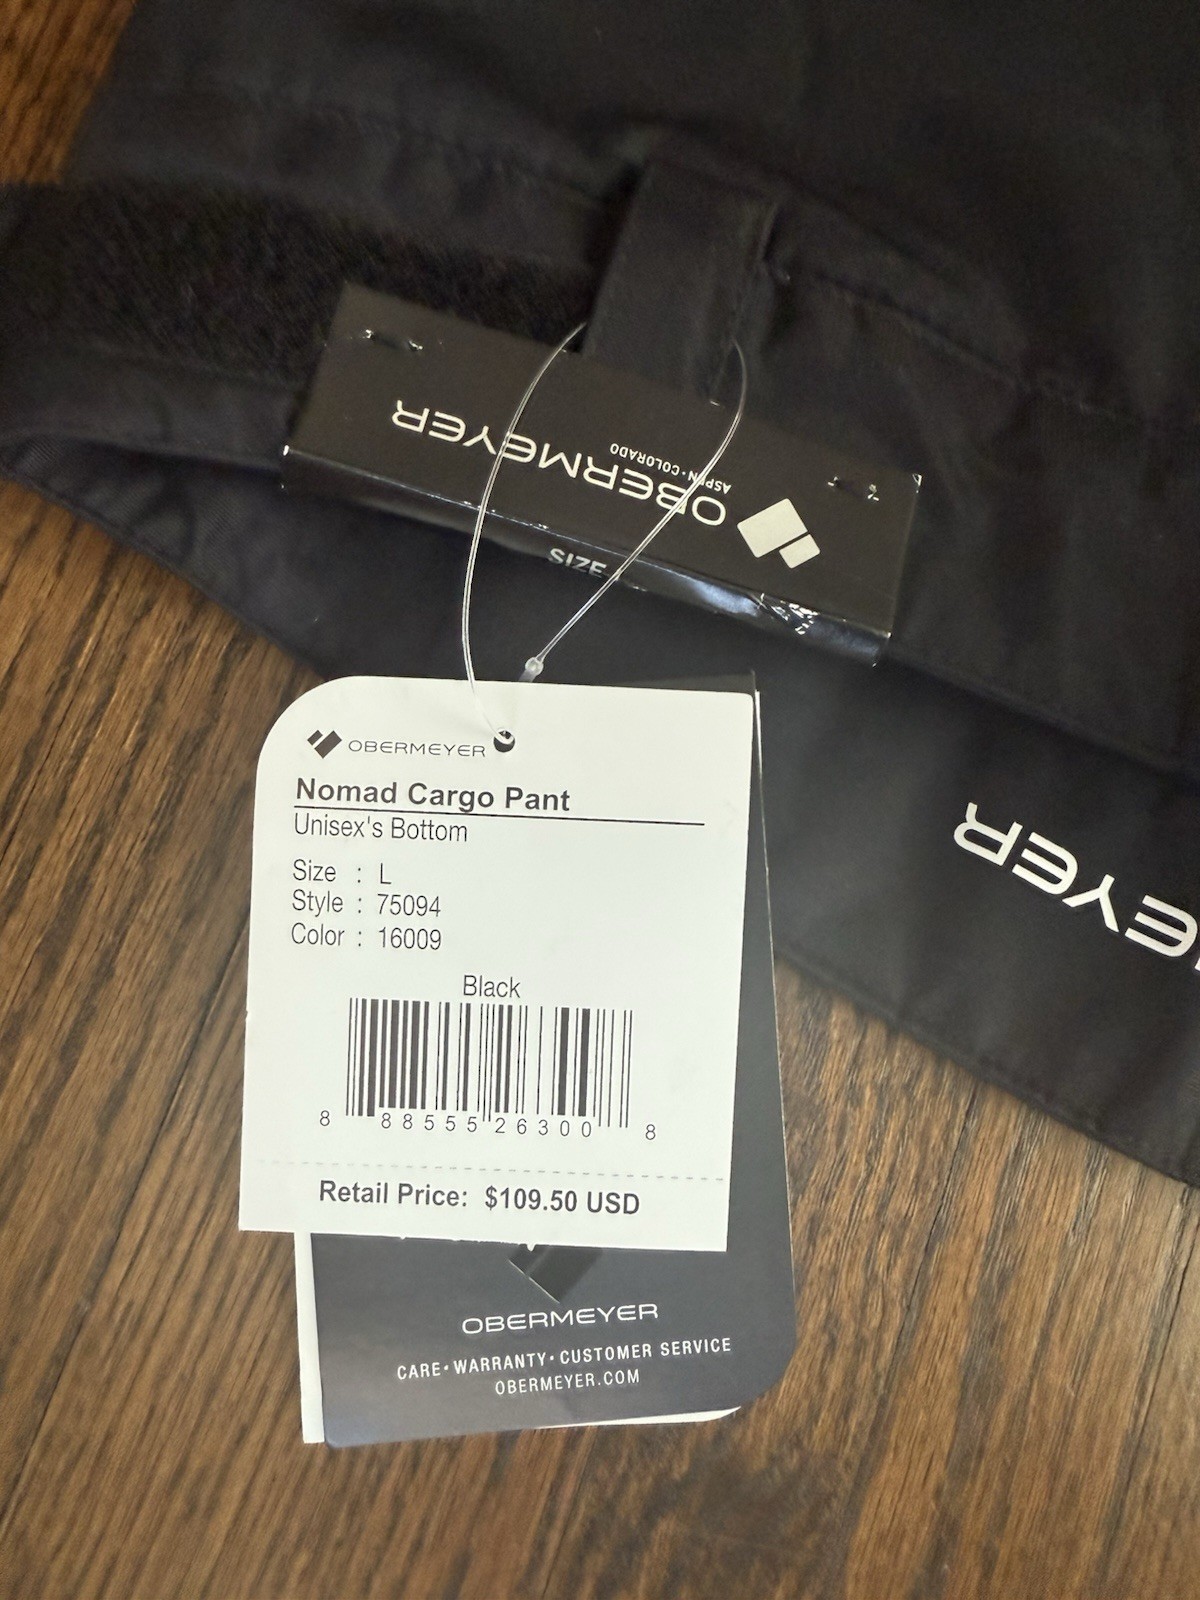 OBERMEYER
ASPEN • COLORADO
SIZE
OBERMEYER
Nomad Cargo Pant
Unisex's Bottom
Size : L
Style : 75094
Color : 16009
Black
8 88555 26300 8
Retail Price: $109.50 USD
MEYER
OBERMEYER
CARE • WARRANTY • CUSTOMER SERVICE
OBERMEYER.COM